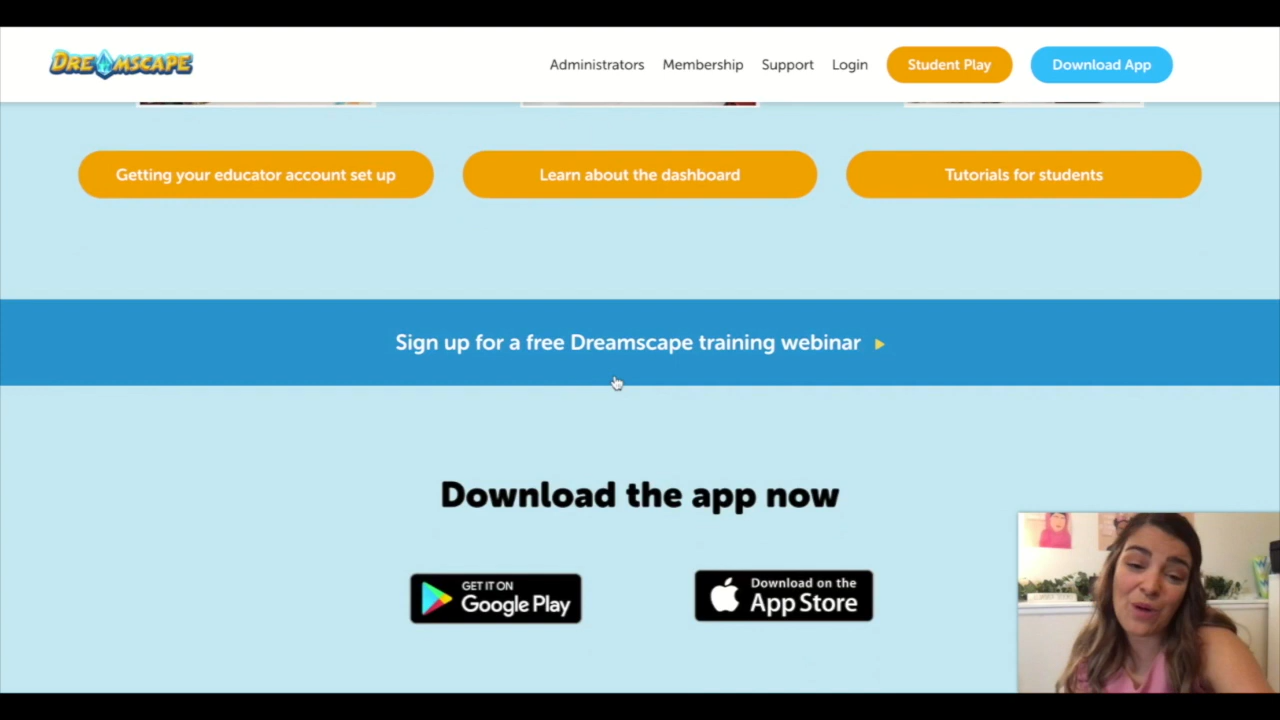 DREAMSCAPE
Administrators
Membership
Support
Login
Student Play
Download App
Getting your educator account set up
Learn about the dashboard
Tutorials for students
Sign up for a free Dreamscape training webinar
Download the app now
GET IT ON
Google Play
Download on the
App Store